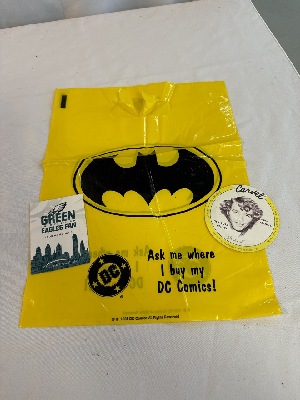 Carvel
GREEN
EAGLES FAN
Ask me where
I buy my
DC Comics!
DC